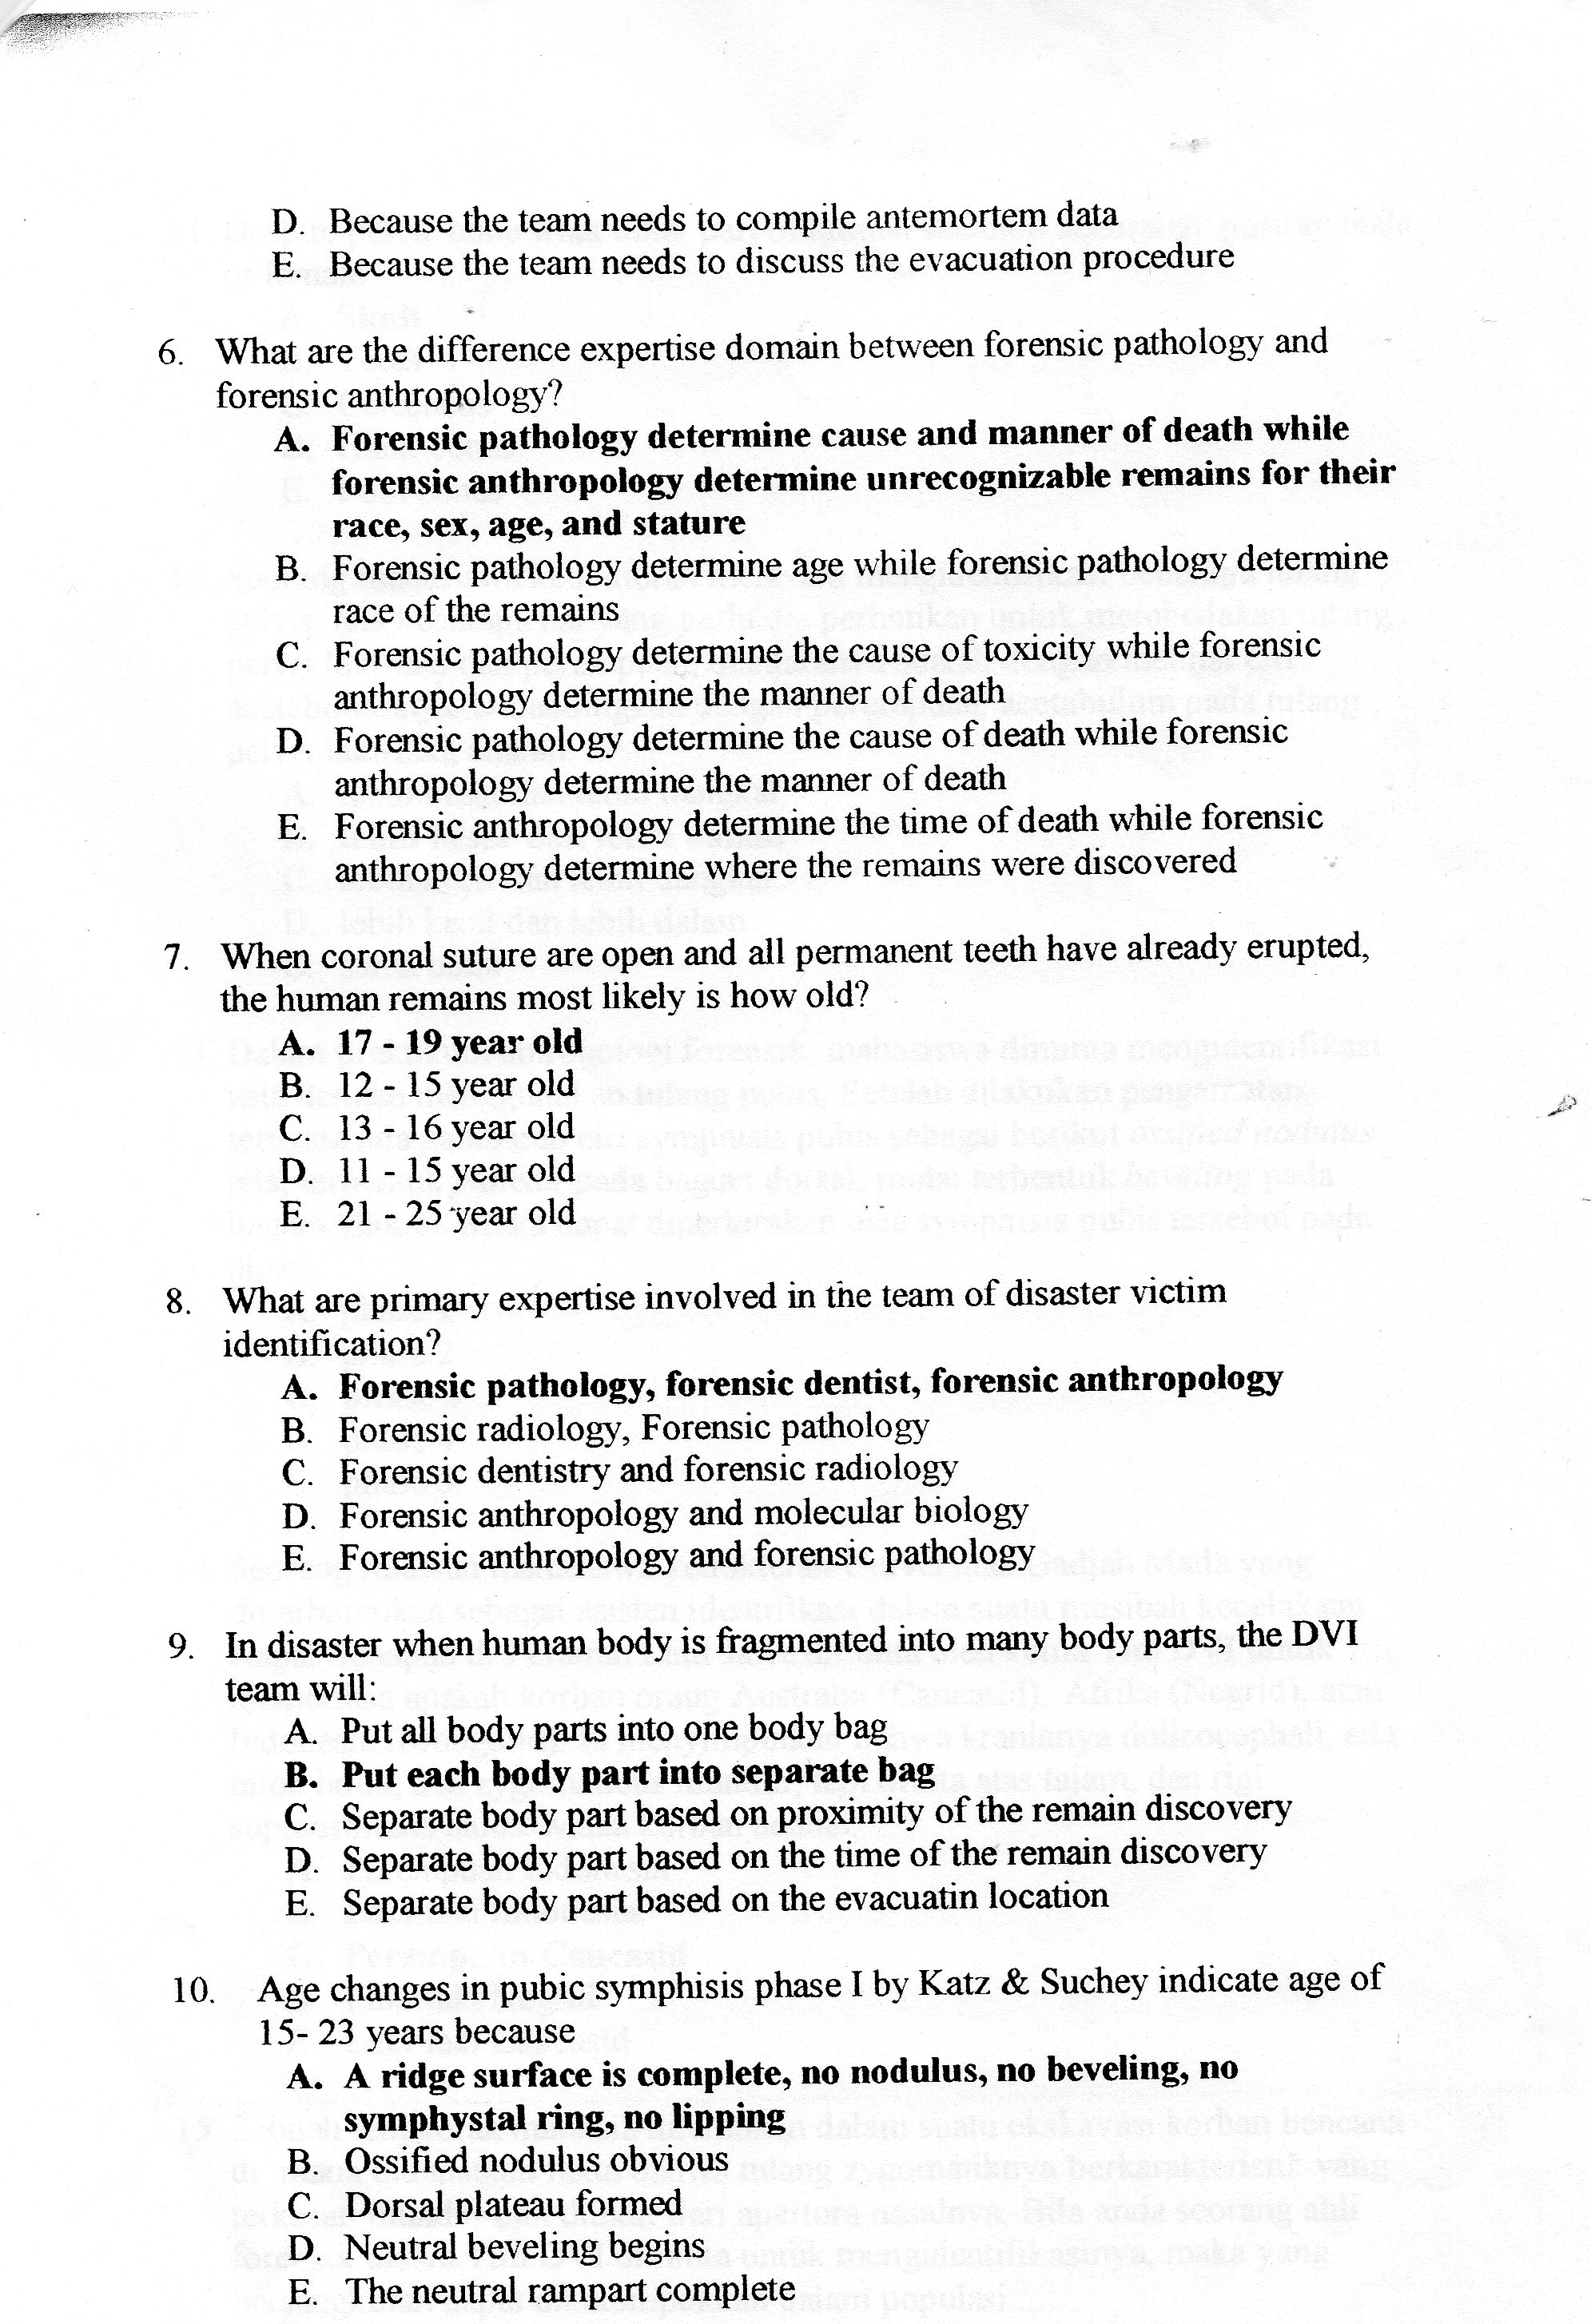 D. Because the team needs to compile antemortem data
E. Because the team needs to discuss the evacuation procedure
6. What are the difference expertise domain between forensic pathology and
forensic anthropology?
A. Forensic pathology determine cause and manner of death while
forensic anthropology determine unrecognizable remains for their
race, sex, age, and stature
B. Forensic pathology determine age while forensic pathology determine
race of the remains
C. Forensic pathology determine the cause of toxicity while forensic
anthropology determine the manner of death
D. Forensic pathology determine the cause of death while forensic
anthropology determine the manner of death
E. Forensic anthropology determine the time of death while forensic
anthropology determine where the remains were discovered
7. When coronal suture are open and all permanent teeth have already erupted,
the human remains most likely is how old?
A. 17 - 19 year old
B. 12 - 15 year old
C. 13 - 16 year old
D. 11 - 15 year old
E. 21 - 25 year old
8. What are primary expertise involved in the team of disaster victim
identification?
A. Forensic pathology, forensic dentist, forensic anthropology
B. Forensic radiology, Forensic pathology
C. Forensic dentistry and forensic radiology
D. Forensic anthropology and molecular biology
E. Forensic anthropology and forensic pathology
9. In disaster when human body is fragmented into many body parts, the DVI
team will:
A. Put all body parts into one body bag
B. Put each body part into separate bag
C. Separate body part based on proximity of the remain discovery
D. Separate body part based on the time of the remain discovery
E. Separate body part based on the evacuatin location
10. Age changes in pubic symphisis phase I by Katz & Suchey indicate age of
15- 23 years because
A. A ridge surface is complete, no nodulus, no beveling, no
symphystal ring, no lipping
B. Ossified nodulus obvious
C. Dorsal plateau formed
D. Neutral beveling begins
E. The neutral rampart complete